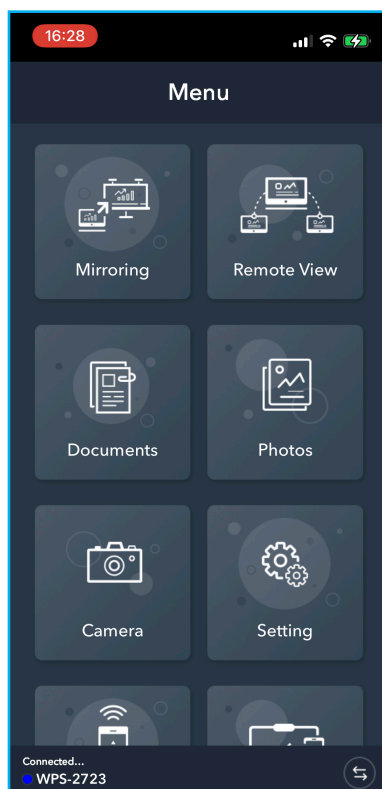 16:28
Menu
Mirroring
Remote View
Documents
Photos
Camera
Setting
Connected...
WPS-2723